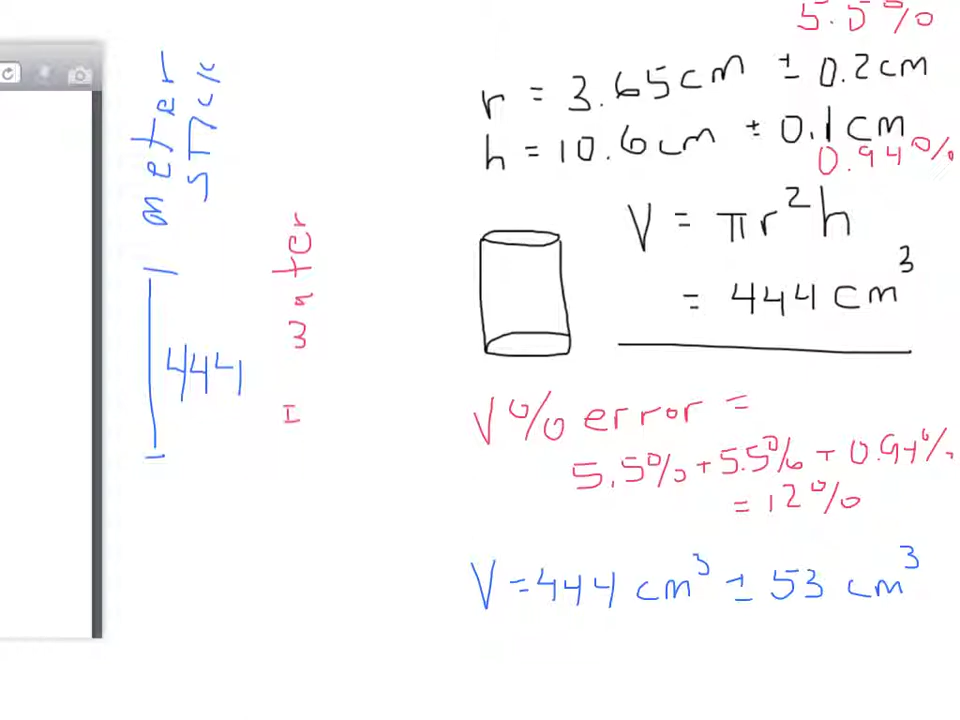 meter
stick
444
I water
5.5%
r = 3.65cm ± 0.2cm
h = 10.6cm ± 0.1cm
0.94%
V = πr²h
= 444 cm³
V % error =
5.5% + 5.5% + 0.94%
= 12%
V = 444 cm³ ± 53 cm³